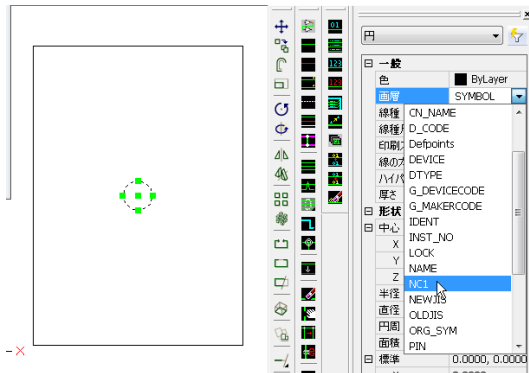 円
一般
色 ByLayer
画層 SYMBOL
線種
線種
印刷
線の太
ハイパ
厚さ
形状
中心
X
Y
Z
半径
直径
円周
面積
標準 0.0000, 0.0000
CN_NAME
D_CODE
Defpoints
DEVICE
DTYPE
G_DEVICECODE
G_MAKERCODE
IDENT
INST_NO
LOCK
NAME
NC1
NEWJIS
OLDJIS
ORG_SYM
PIN
01
123
123